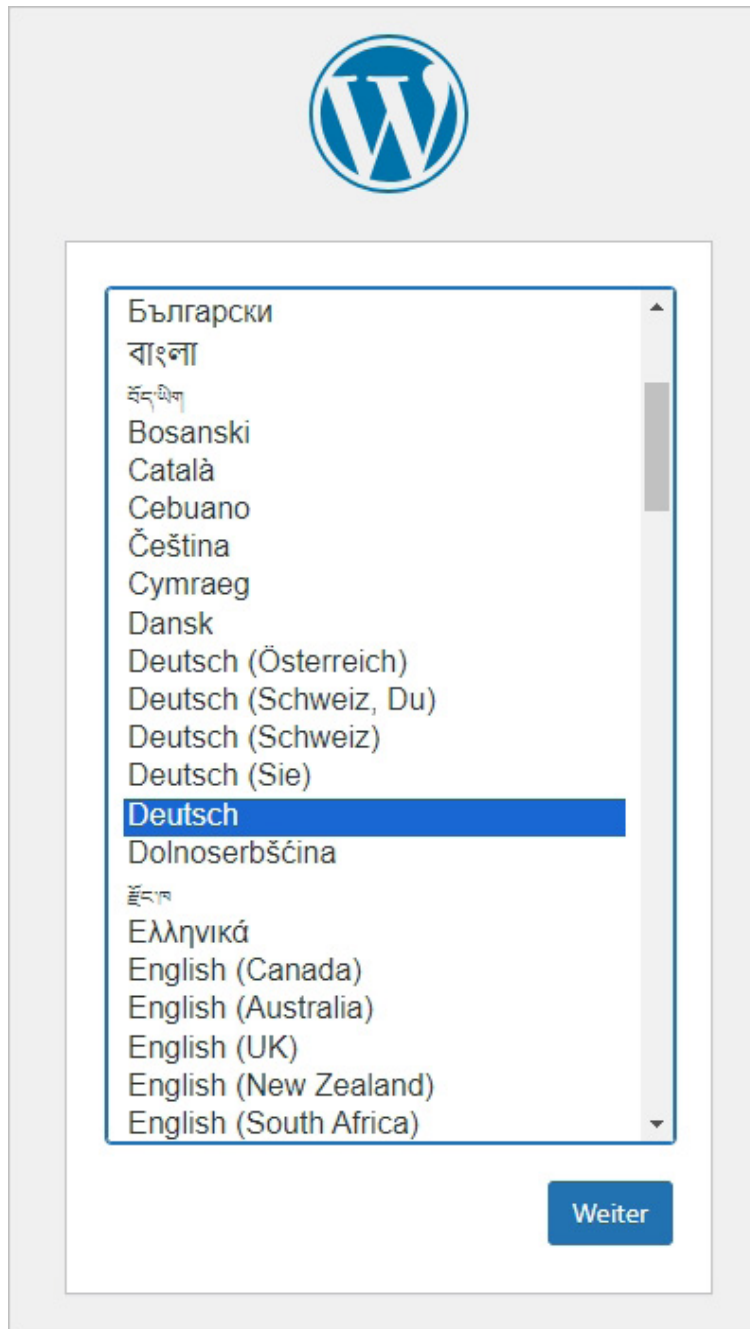 Български
বাংলা
བོད་ཡིག
Bosanski
Català
Cebuano
Čeština
Cymraeg
Dansk
Deutsch (Österreich)
Deutsch (Schweiz, Du)
Deutsch (Schweiz)
Deutsch (Sie)
Deutsch
Dolnoserbšćina
རྫོང་ཁ
Ελληνικά
English (Canada)
English (Australia)
English (UK)
English (New Zealand)
English (South Africa)
Weiter